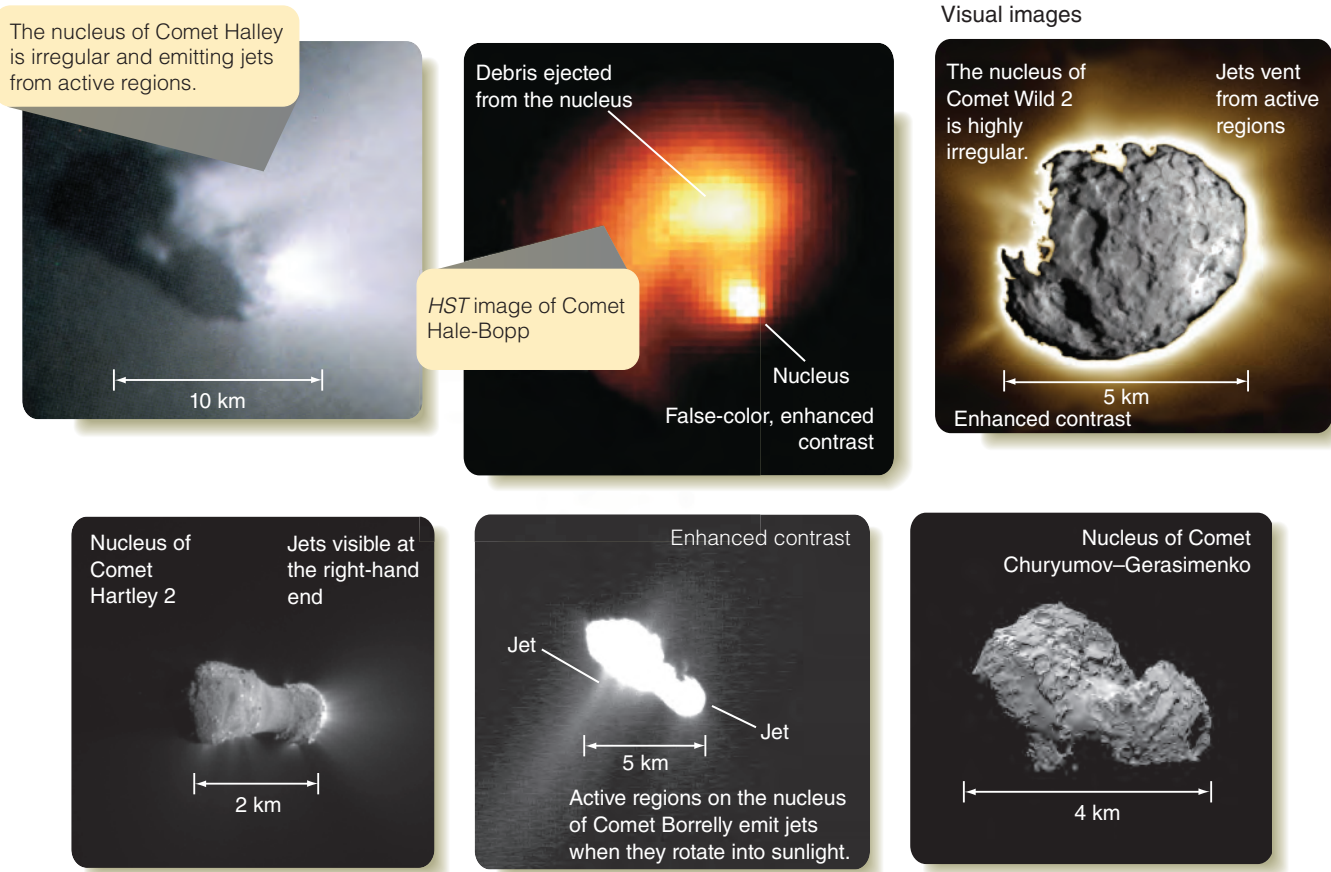 The nucleus of Comet Halley
is irregular and emitting jets
from active regions.
10 km
Debris ejected
from the nucleus
HST image of Comet
Hale-Bopp
Nucleus
False-color, enhanced
contrast
Visual images
The nucleus of
Comet Wild 2
is highly
irregular.
Jets vent
from active
regions
5 km
Enhanced contrast
Nucleus of
Comet
Hartley 2
Jets visible at
the right-hand
end
2 km
Enhanced contrast
Jet
Jet
5 km
Active regions on the nucleus
of Comet Borrelly emit jets
when they rotate into sunlight.
Nucleus of Comet
Churyumov–Gerasimenko
4 km